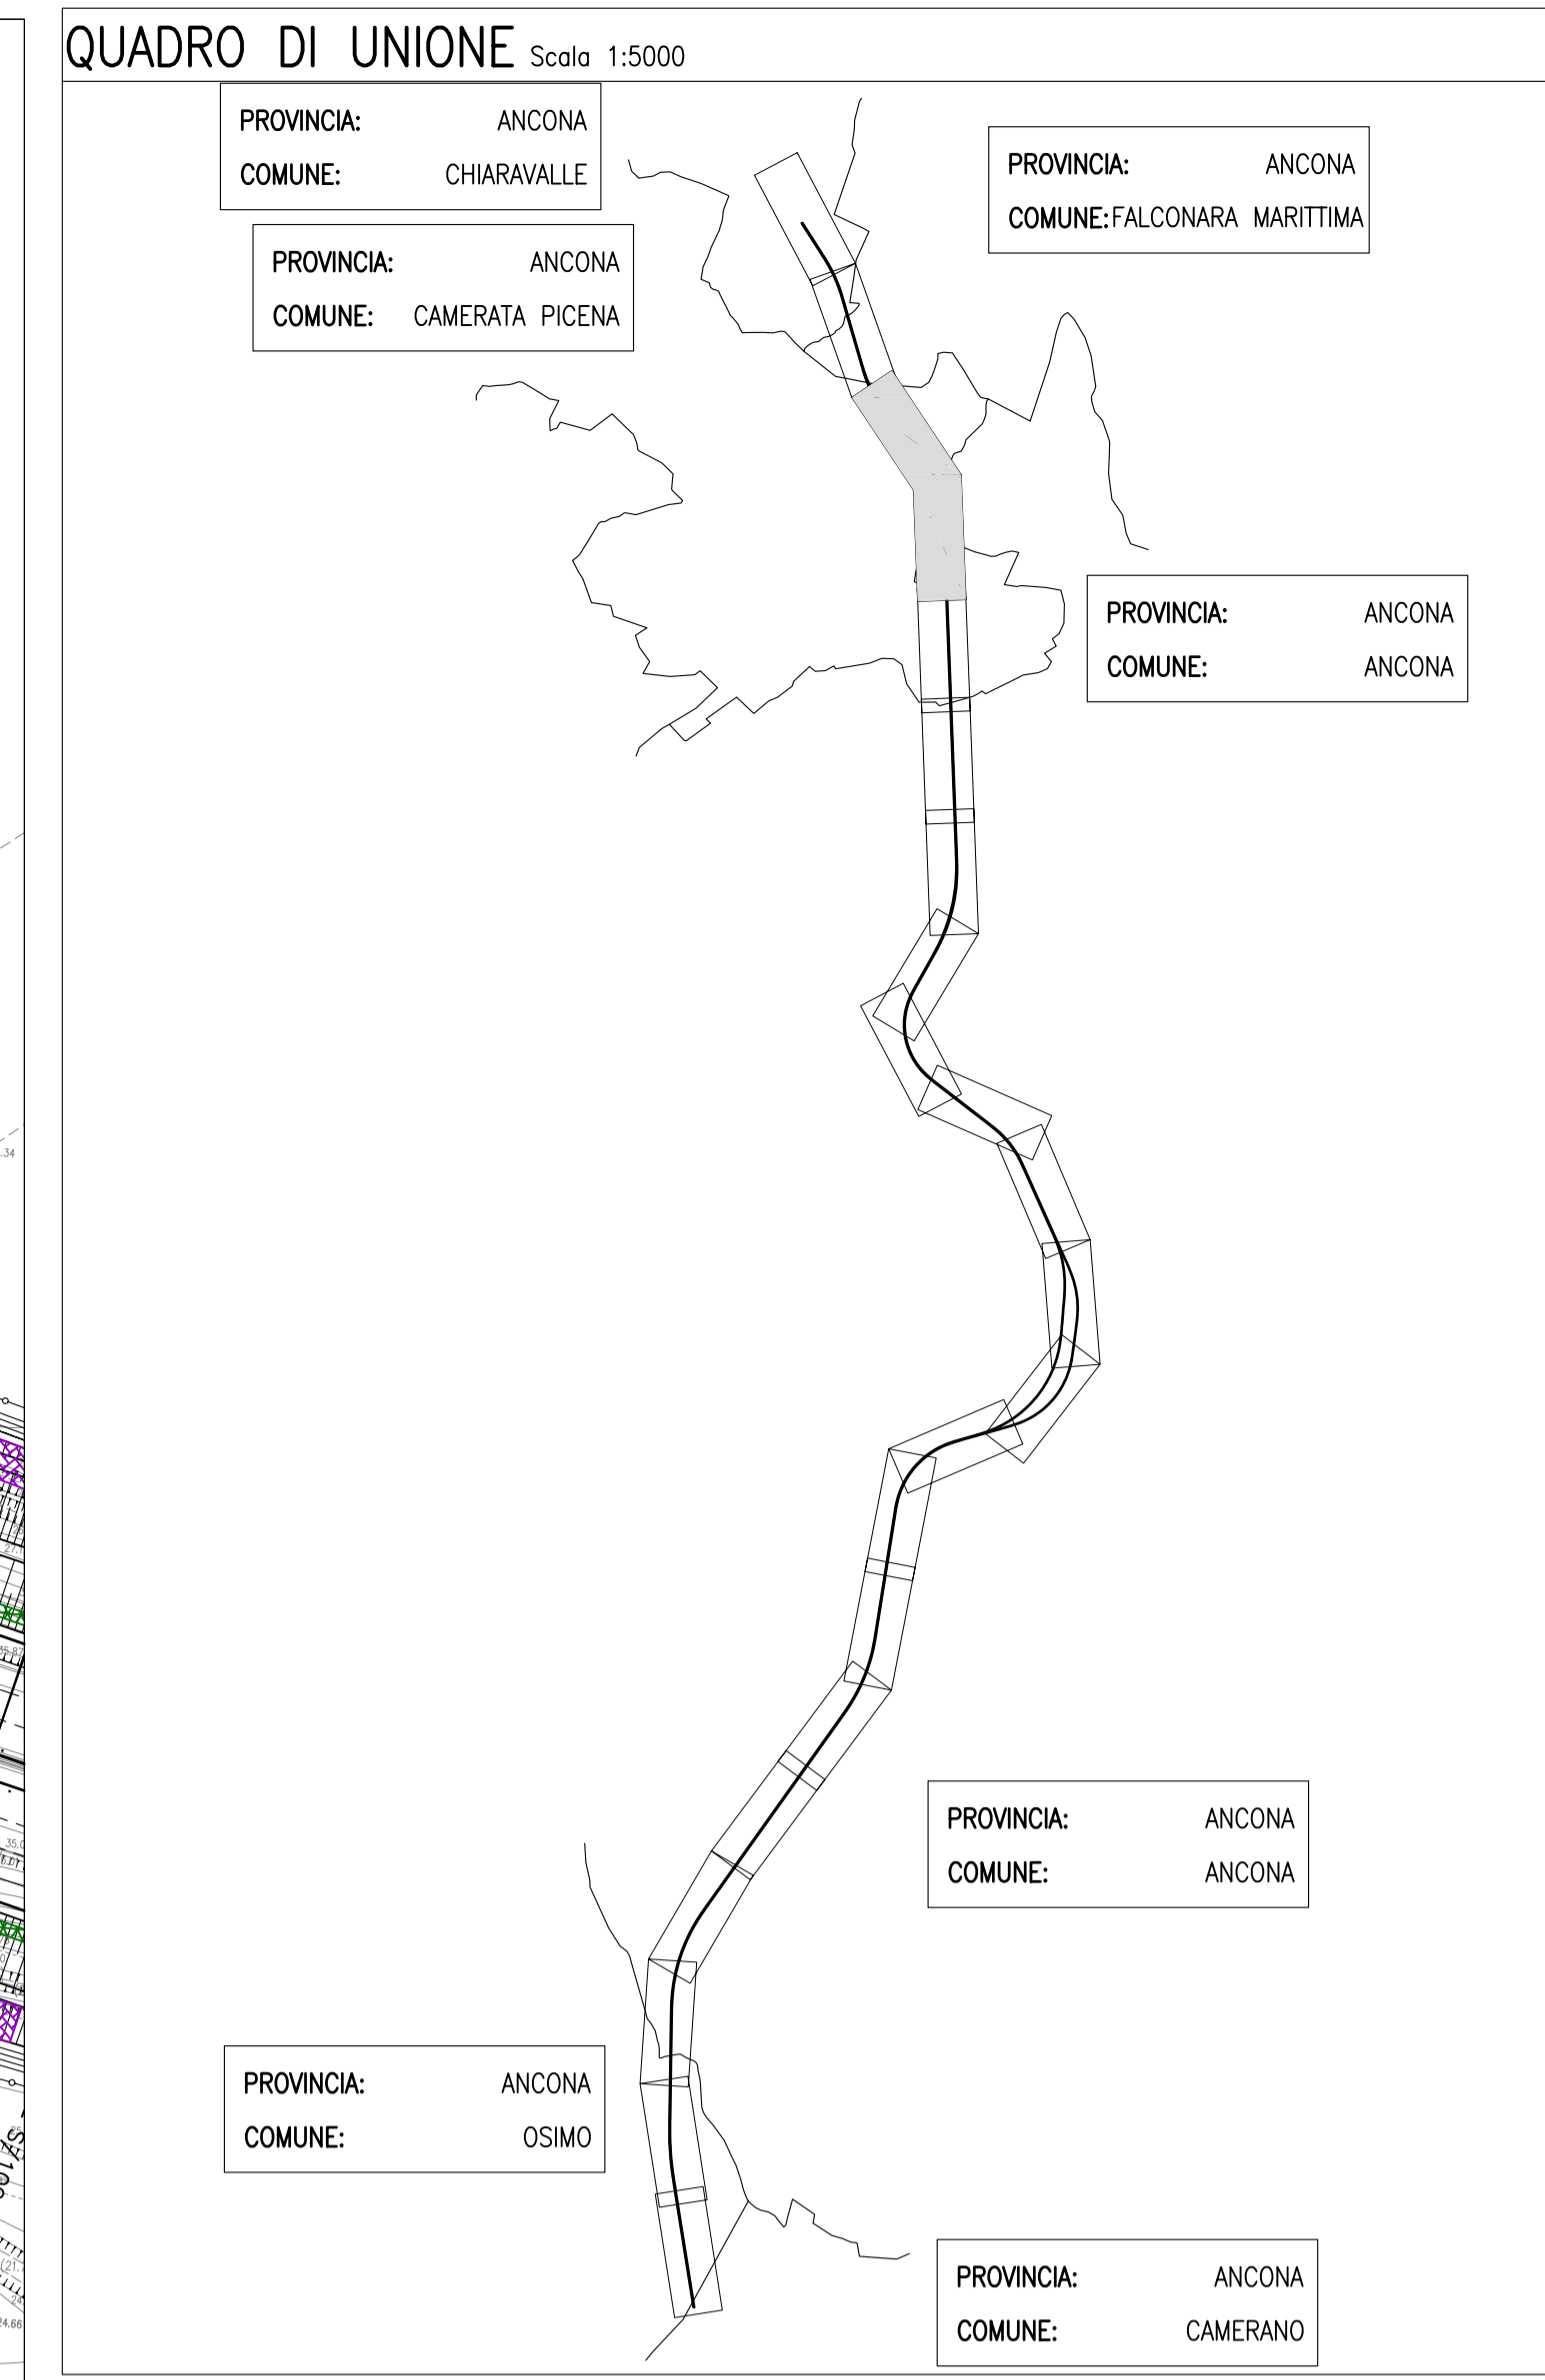 QUADRO DI UNIONE Scala 1:5000
PROVINCIA: ANCONA
COMUNE: CHIARAVALLE
PROVINCIA: ANCONA
COMUNE: FALCONARA MARITTIMA
PROVINCIA: ANCONA
COMUNE: CAMERATA PICENA
PROVINCIA: ANCONA
COMUNE: ANCONA
PROVINCIA: ANCONA
COMUNE: ANCONA
PROVINCIA: ANCONA
COMUNE: OSIMO
PROVINCIA: ANCONA
COMUNE: CAMERANO